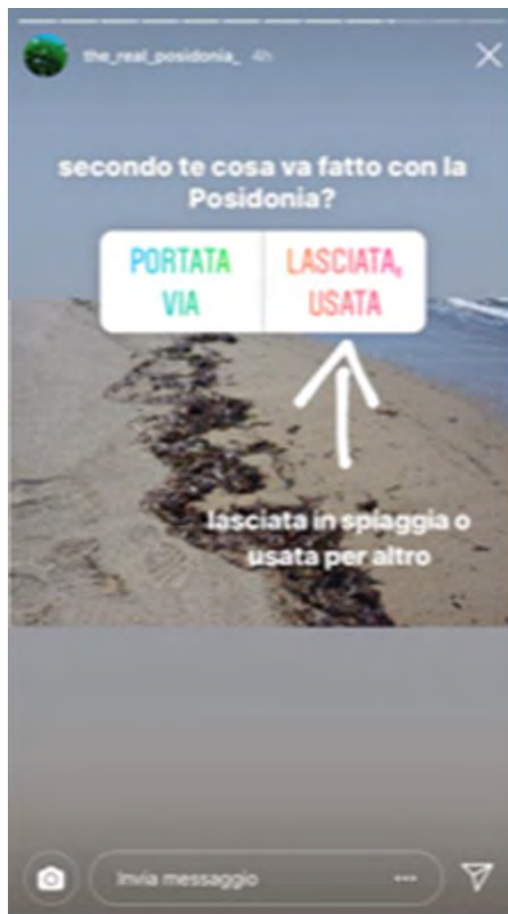 the_real_posidonia_ 4h
secondo te cosa va fatto con la
Posidonia?
PORTATA
VIA
LASCIATA,
USATA
lasciata in spiaggia o
usata per altro
Invia messaggio